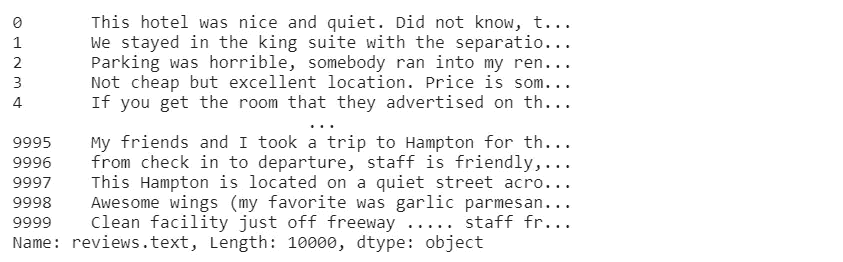 0       This hotel was nice and quiet. Did not know, t...
1       We stayed in the king suite with the separatio...
2       Parking was horrible, somebody ran into my ren...
3       Not cheap but excellent location. Price is som...
4       If you get the room that they advertised on th...
                              ...
9995    My friends and I took a trip to Hampton for th...
9996    from check in to departure, staff is friendly,...
9997    This Hampton is located on a quiet street acro...
9998    Awesome wings (my favorite was garlic parmesan...
9999    Clean facility just off freeway ..... staff fr...
Name: reviews.text, Length: 10000, dtype: object